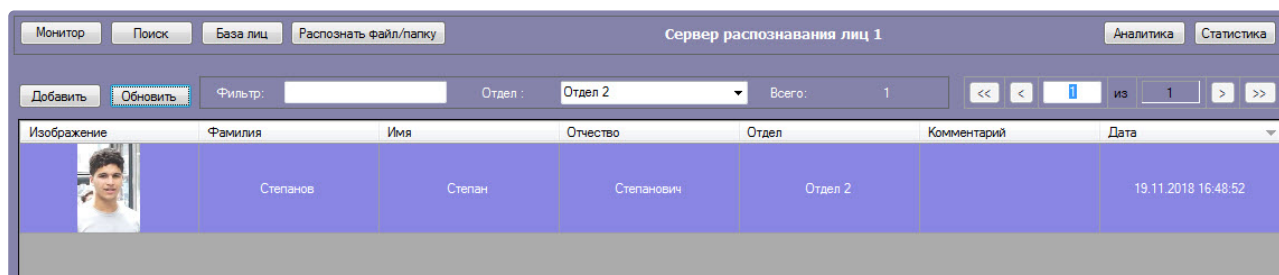 Монитор Поиск База лиц Распознать файл/папку Сервер распознавания лиц 1 Аналитика Статистика
Добавить Обновить Фильтр: Отдел : Отдел 2 Всего: 1 << < 1 из 1 > >>
Изображение Фамилия Имя Отчество Отдел Комментарий Дата
Степанов Степан Степанович Отдел 2 19.11.2018 16:48:52